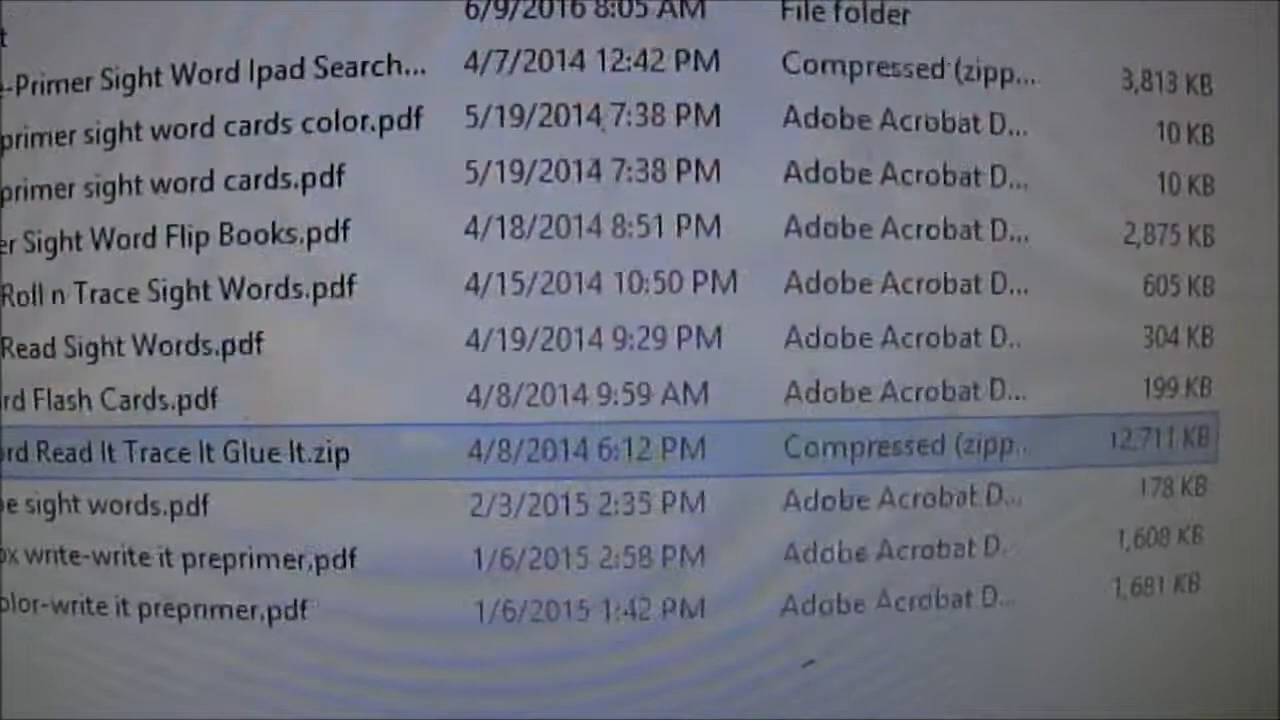 6/9/2016 8:05 AM File folder
-Primer Sight Word Ipad Search... 4/7/2014 12:42 PM Compressed (zipp... 3,813 KB
primer sight word cards color.pdf 5/19/2014 7:38 PM Adobe Acrobat D... 10 KB
primer sight word cards.pdf 5/19/2014 7:38 PM Adobe Acrobat D... 10 KB
er Sight Word Flip Books.pdf 4/18/2014 8:51 PM Adobe Acrobat D... 2,875 KB
Roll n Trace Sight Words.pdf 4/15/2014 10:50 PM Adobe Acrobat D... 605 KB
Read Sight Words.pdf 4/19/2014 9:29 PM Adobe Acrobat D... 304 KB
rd Flash Cards.pdf 4/8/2014 9:59 AM Adobe Acrobat D... 199 KB
rd Read It Trace It Glue It.zip 4/8/2014 6:12 PM Compressed (zipp... 12,711 KB
e sight words.pdf 2/3/2015 2:35 PM Adobe Acrobat D... 178 KB
ox write-write it preprimer.pdf 1/6/2015 2:58 PM Adobe Acrobat D... 1,608 KB
olor-write it preprimer.pdf 1/6/2015 1:42 PM Adobe Acrobat D... 1,681 KB